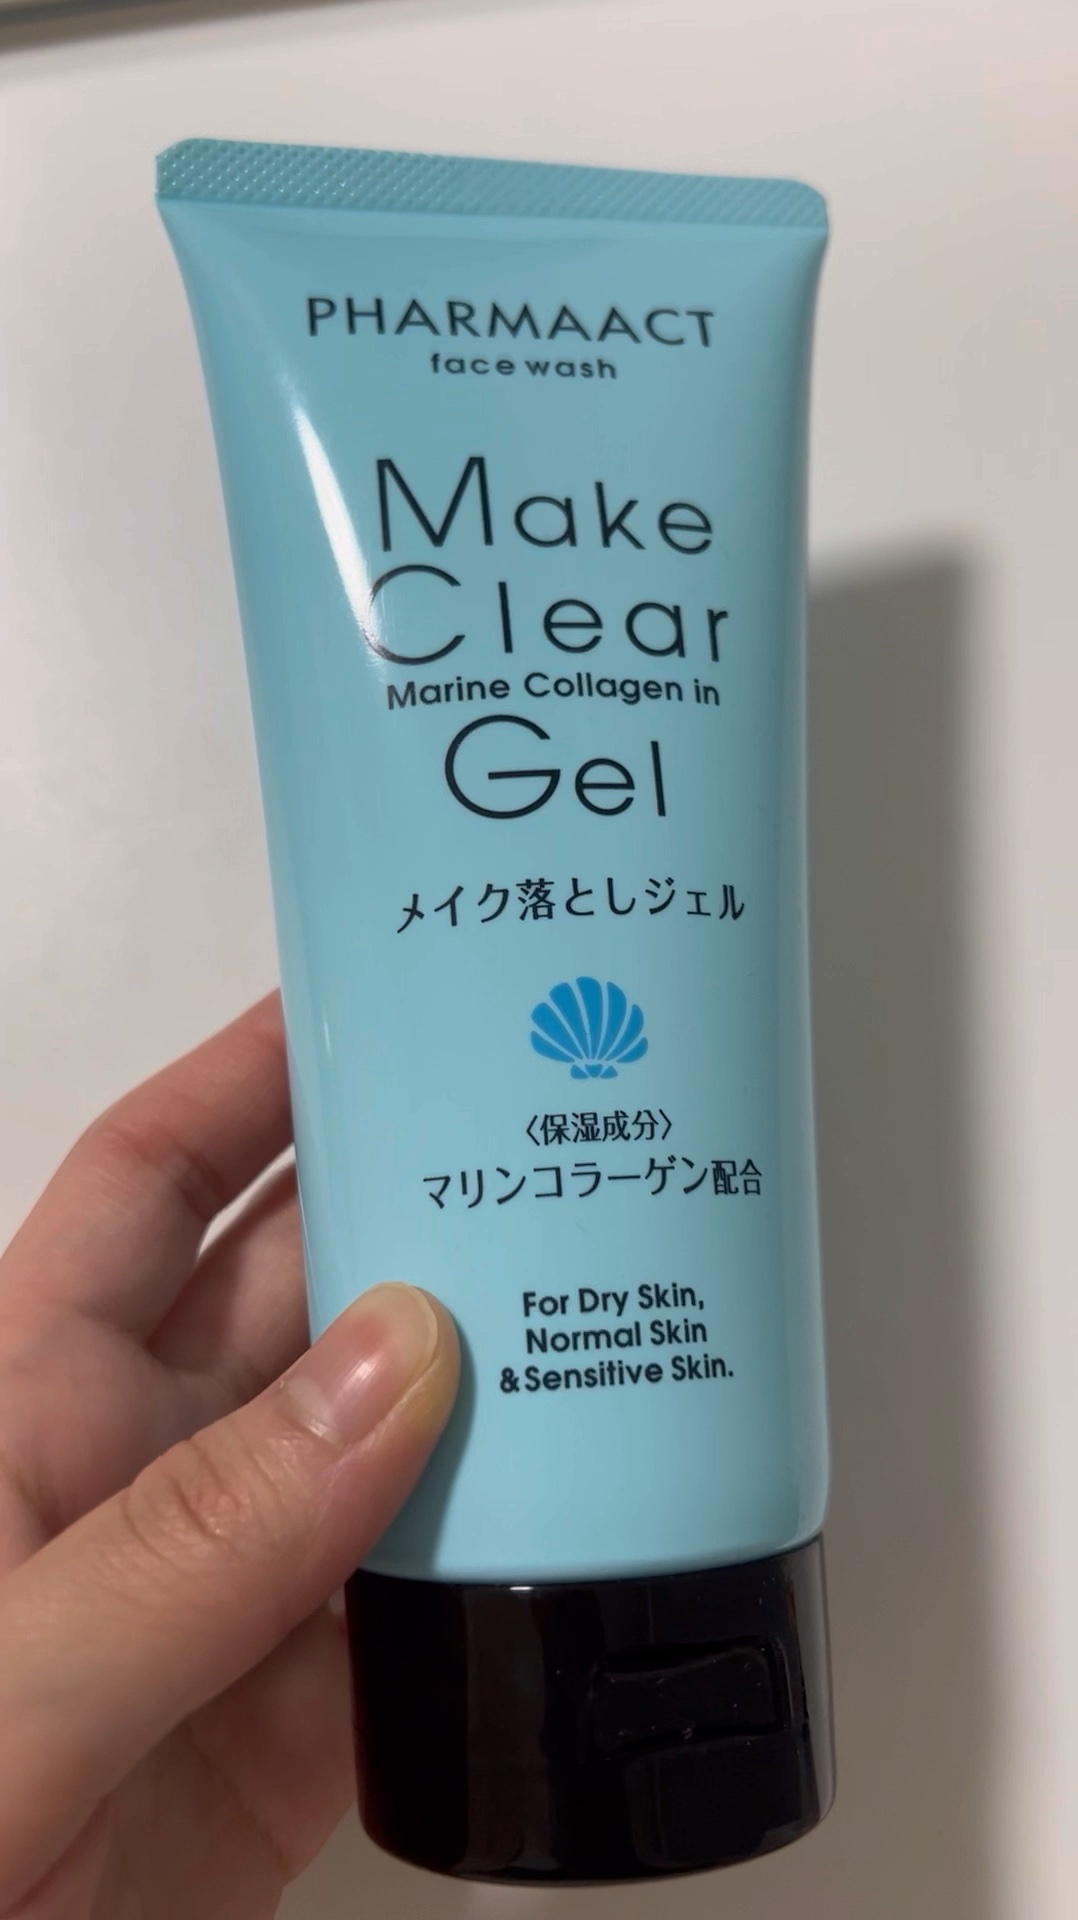 PHARMAACT
face wash
Make
Clear
Marine Collagen in
Gel
メイク落としジェル
〈保湿成分〉
マリンコラーゲン配合
For Dry Skin,
Normal Skin
&Sensitive Skin.